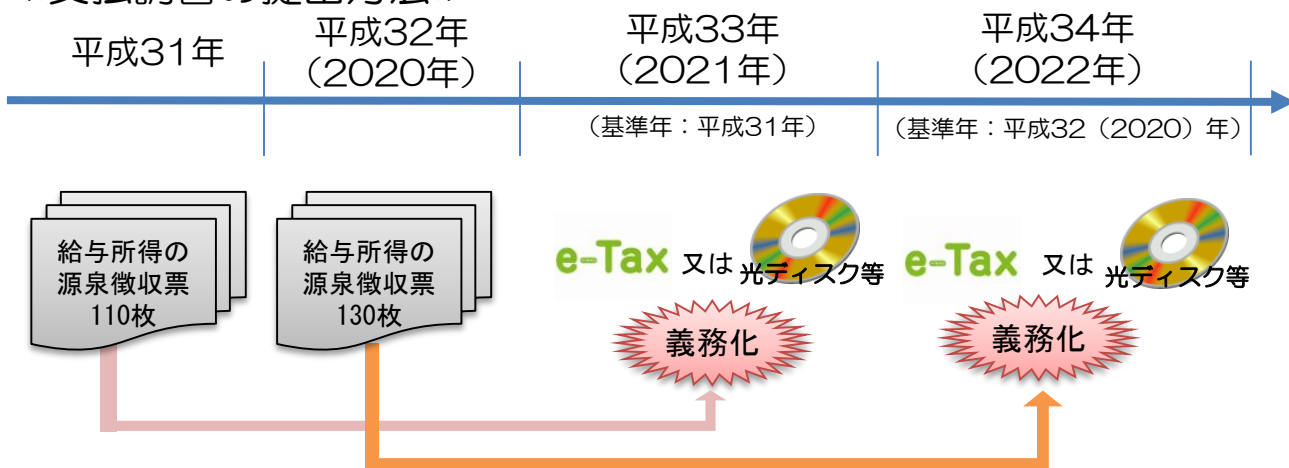 平成31年
平成32年
（2020年）
平成33年
（2021年）
平成34年
（2022年）
（基準年：平成31年）
（基準年：平成32（2020）年）
給与所得の
源泉徴収票
110枚
給与所得の
源泉徴収票
130枚
e-Tax 又は 光ディスク等
e-Tax 又は 光ディスク等
義務化
義務化